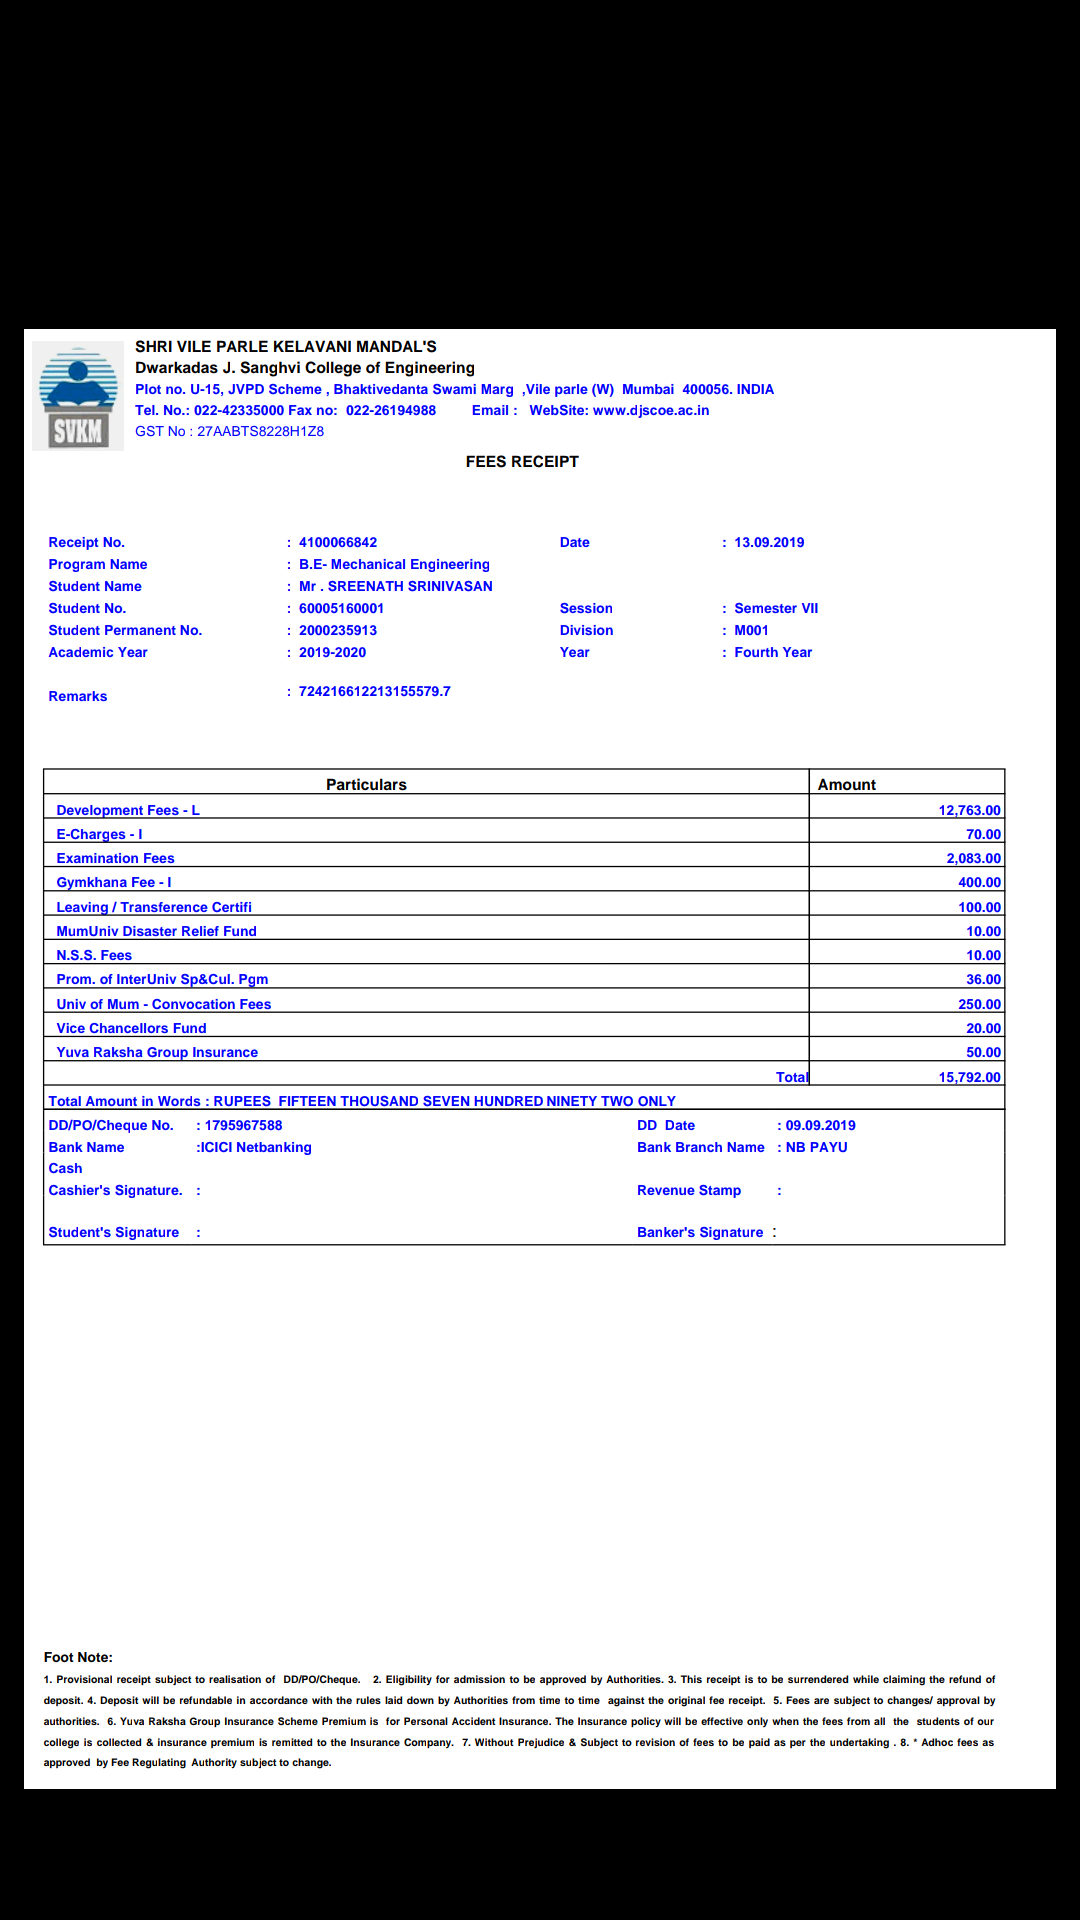 SVKM
SHRI VILE PARLE KELAVANI MANDAL'S
Dwarkadas J. Sanghvi College of Engineering
Plot no. U-15, JVPD Scheme , Bhaktivedanta Swami Marg ,Vile parle (W) Mumbai 400056. INDIA
Tel. No.: 022-42335000 Fax no: 022-26194988 Email : WebSite: www.djscoe.ac.in
GST No : 27AABTS8228H1Z8
FEES RECEIPT
Receipt No. : 4100066842 Date : 13.09.2019
Program Name : B.E- Mechanical Engineering
Student Name : Mr . SREENATH SRINIVASAN
Student No. : 60005160001 Session : Semester VII
Student Permanent No. : 2000235913 Division : M001
Academic Year : 2019-2020 Year : Fourth Year
Remarks : 724216612213155579.7
Particulars Amount
Development Fees - L 12,763.00
E-Charges - I 70.00
Examination Fees 2,083.00
Gymkhana Fee - I 400.00
Leaving / Transference Certifi 100.00
MumUniv Disaster Relief Fund 10.00
N.S.S. Fees 10.00
Prom. of InterUniv Sp&Cul. Pgm 36.00
Univ of Mum - Convocation Fees 250.00
Vice Chancellors Fund 20.00
Yuva Raksha Group Insurance 50.00
Total 15,792.00
Total Amount in Words : RUPEES FIFTEEN THOUSAND SEVEN HUNDRED NINETY TWO ONLY
DD/PO/Cheque No. : 1795967588 DD Date : 09.09.2019
Bank Name :ICICI Netbanking Bank Branch Name : NB PAYU
Cash
Cashier's Signature. : Revenue Stamp :
Student's Signature : Banker's Signature :
Foot Note:
1. Provisional receipt subject to realisation of DD/PO/Cheque. 2. Eligibility for admission to be approved by Authorities. 3. This receipt is to be surrendered while claiming the refund of
deposit. 4. Deposit will be refundable in accordance with the rules laid down by Authorities from time to time against the original fee receipt. 5. Fees are subject to changes/ approval by
authorities. 6. Yuva Raksha Group Insurance Scheme Premium is for Personal Accident Insurance. The Insurance policy will be effective only when the fees from all the students of our
college is collected & insurance premium is remitted to the Insurance Company. 7. Without Prejudice & Subject to revision of fees to be paid as per the undertaking . 8. * Adhoc fees as
approved by Fee Regulating Authority subject to change.